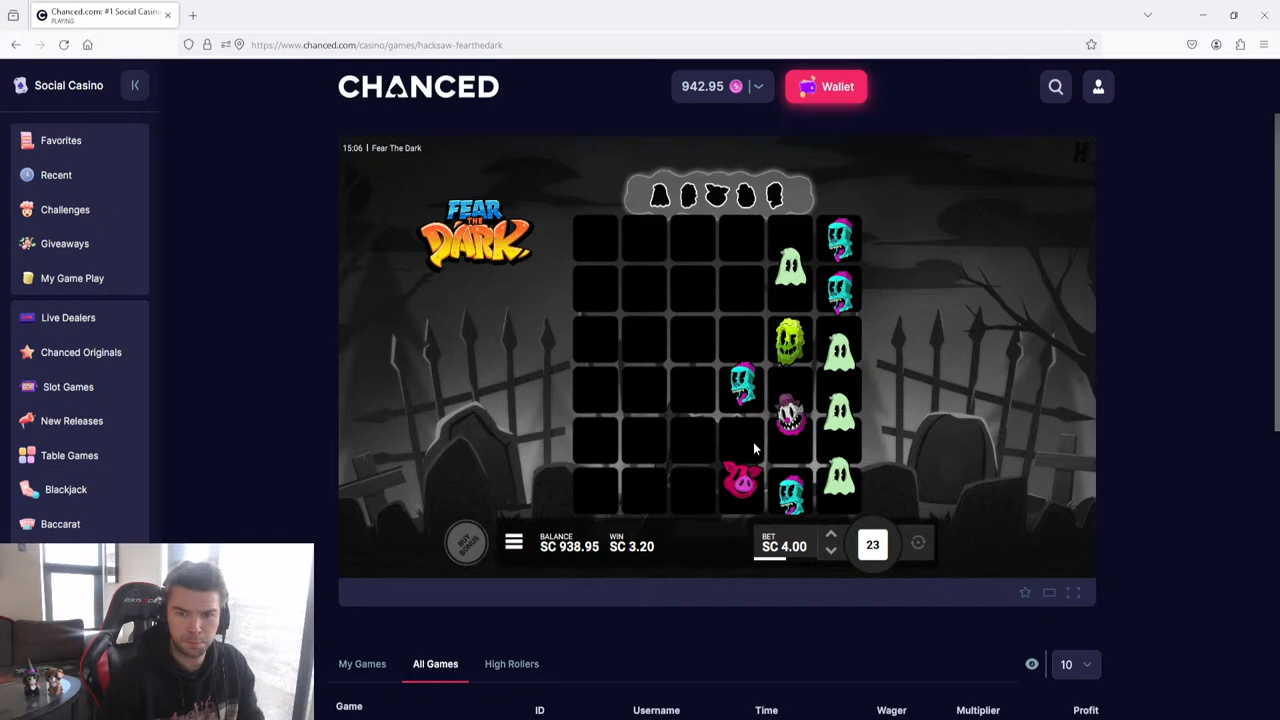 Chanced.com: #1 Social Casino
PLAYING
https://www.chanced.com/casino/games/hacksaw-fearthedark
Social Casino
CHANCED
942.95
Wallet
Favorites
Recent
Challenges
Giveaways
My Game Play
Live Dealers
Chanced Originals
Slot Games
New Releases
Table Games
Blackjack
Baccarat
15:06 | Fear The Dark
FEAR
THE
DARK
BUY
BONUS
BALANCE
SC 938.95
WIN
SC 3.20
BET
SC 4.00
23
My Games
All Games
High Rollers
10
Game
ID
Username
Time
Wager
Multiplier
Profit